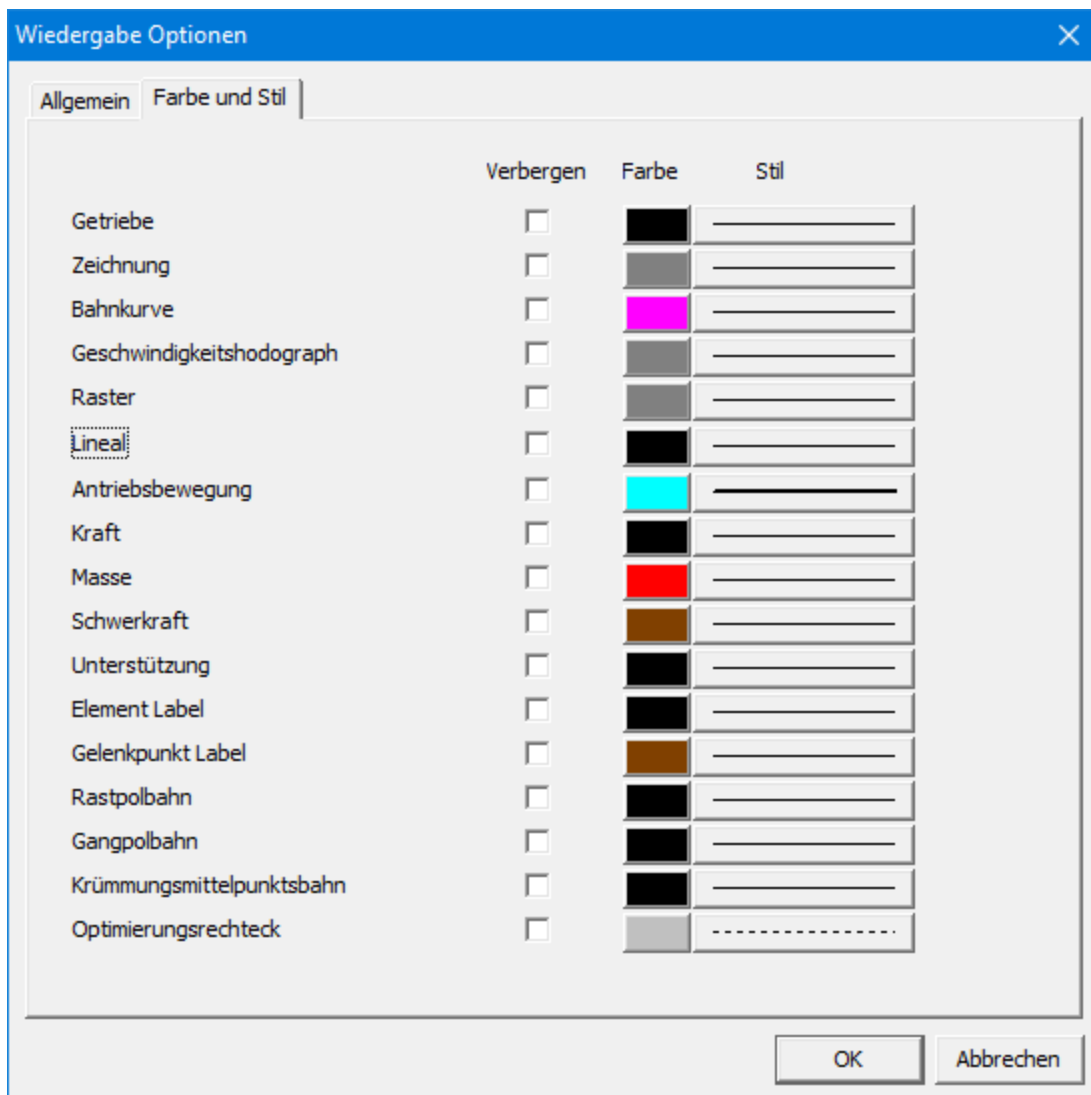 Wiedergabe Optionen
Allgemein Farbe und Stil
Verbergen Farbe Stil
Getriebe
Zeichnung
Bahnkurve
Geschwindigkeitshodograph
Raster
Lineal
Antriebsbewegung
Kraft
Masse
Schwerkraft
Unterstützung
Element Label
Gelenkpunkt Label
Rastpolbahn
Gangpolbahn
Krümmungsmittelpunktsbahn
Optimierungsrechteck
OK Abbrechen